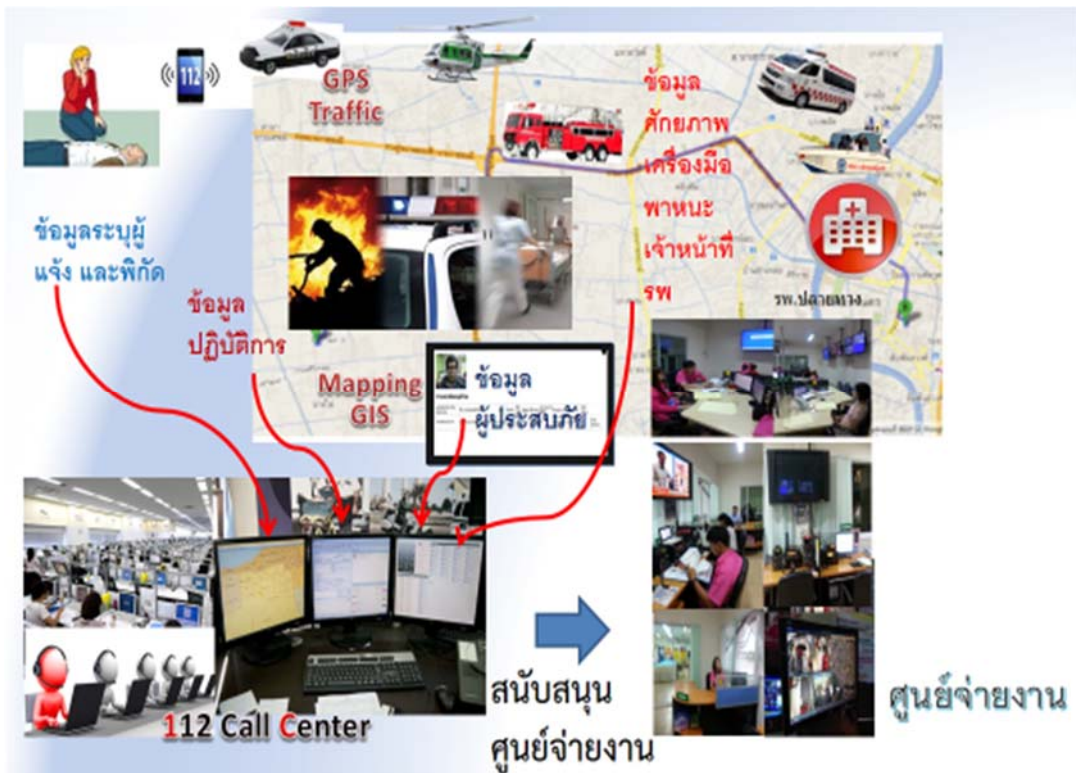 112
GPS
Traffic
ข้อมูล
ศักยภาพ
เครื่องมือ
พาหนะ
เจ้าหน้าที่
รพ
ข้อมูลระบุผู้
แจ้ง และพิกัด
ข้อมูล
ปฏิบัติการ
รพ.ปลายทาง
Mapping
GIS
ข้อมูล
ผู้ประสบภัย
112 Call Center
สนับสนุน
ศูนย์จ่ายงาน
ศูนย์จ่ายงาน